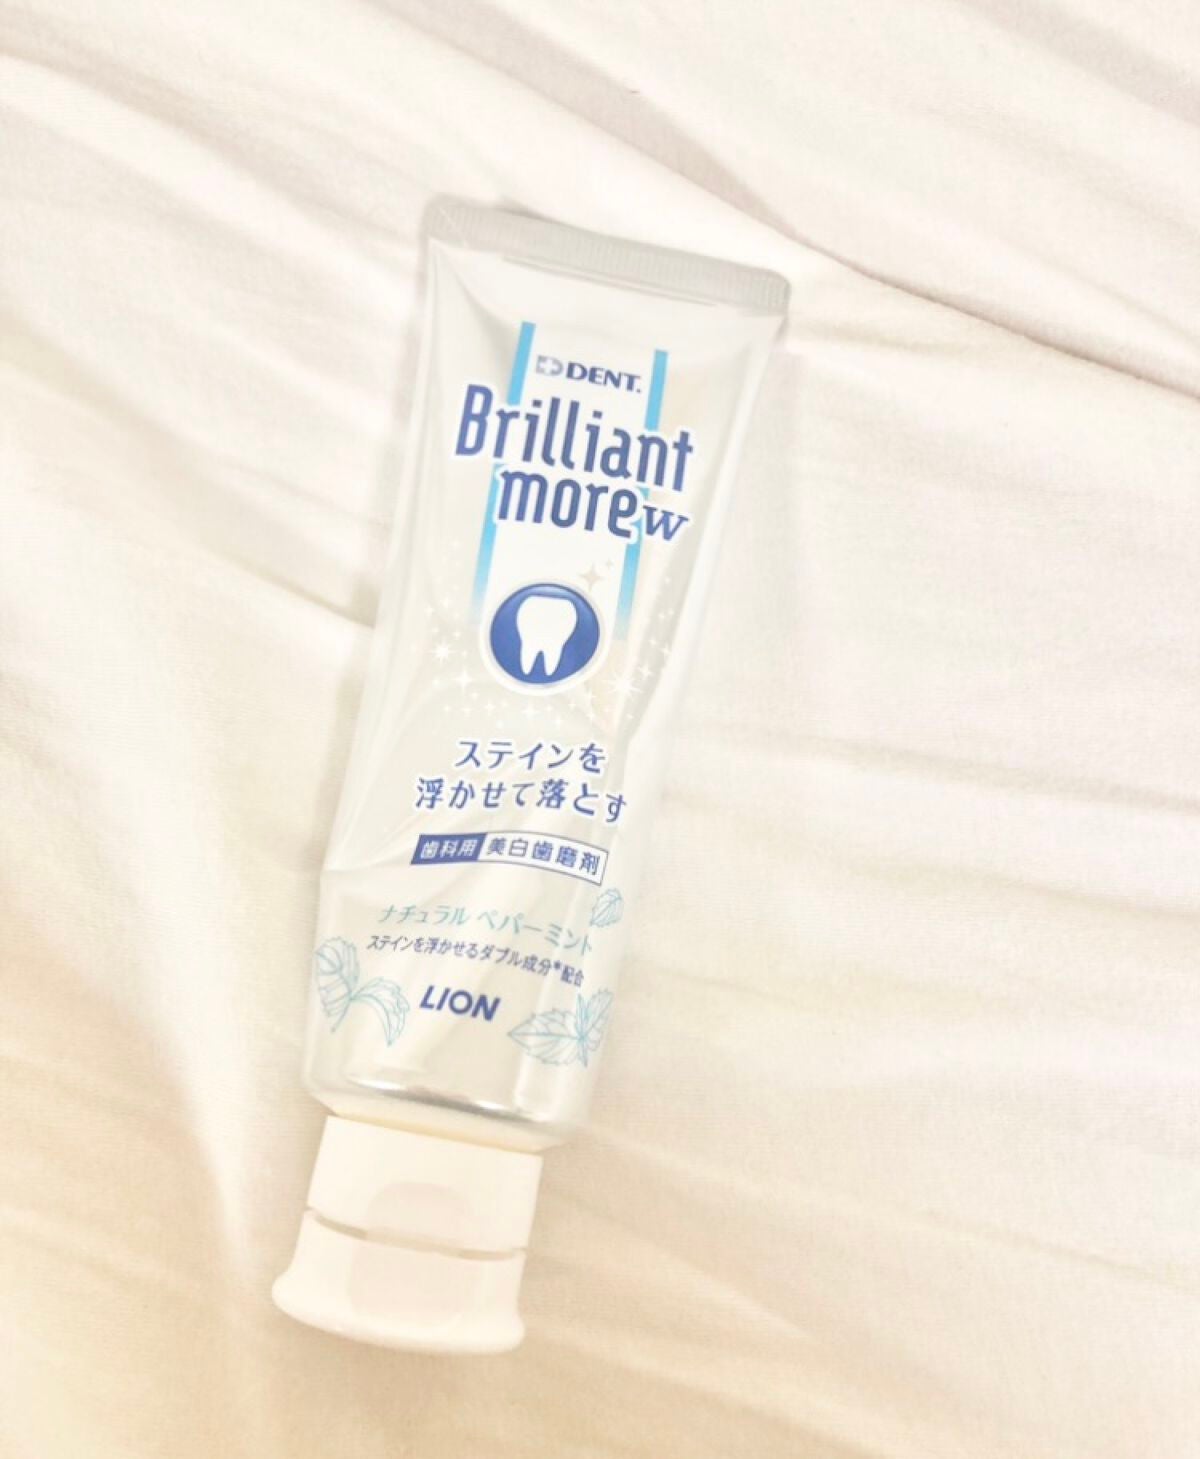 DENT.
Brilliant
more w
ステインを
浮かせて落とす
歯科用 美白歯磨剤
ナチュラル ペパーミント
ステインを浮かせるダブル成分*配合
LION